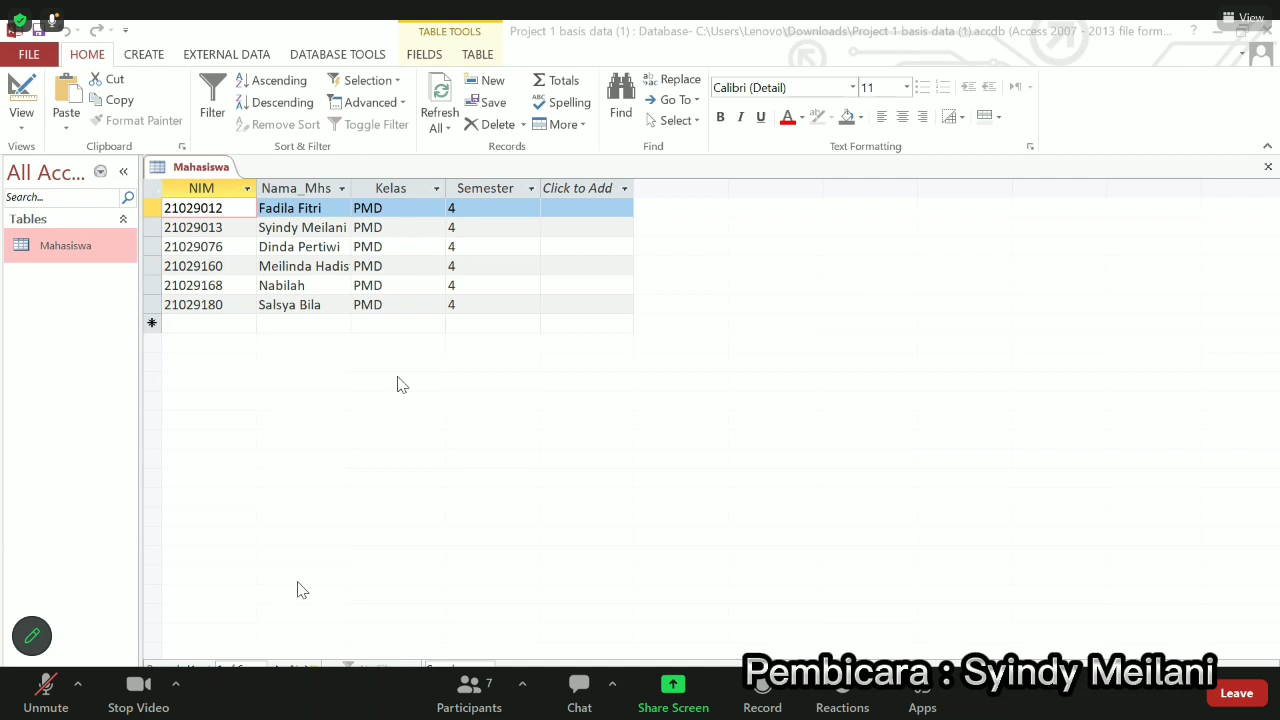 View
TABLE TOOLS
Project 1 basis data (1) : Database- C:\Users\Lenovo\Downloads\Project 1 basis data (1).accdb (Access 2007 - 2013 file form...
FILE HOME CREATE EXTERNAL DATA DATABASE TOOLS FIELDS TABLE
View Paste Cut Copy Format Painter
Filter Ascending Descending Remove Sort Selection Advanced Toggle Filter
Refresh All New Save Delete Totals Spelling More
Find Replace Go To Select
Calibri (Detail) 11
B I U A
Views Clipboard Sort & Filter Records Find Text Formatting
All Acc...
Search...
Tables
Mahasiswa
Mahasiswa
NIM Nama_Mhs Kelas Semester Click to Add
21029012 Fadila Fitri PMD 4
21029013 Syindy Meilani PMD 4
21029076 Dinda Pertiwi PMD 4
21029160 Meilinda Hadis PMD 4
21029168 Nabilah PMD 4
21029180 Salsya Bila PMD 4
Pembicara : Syindy Meilani
7
Unmute Stop Video Participants Chat Share Screen Record Reactions Apps Leave